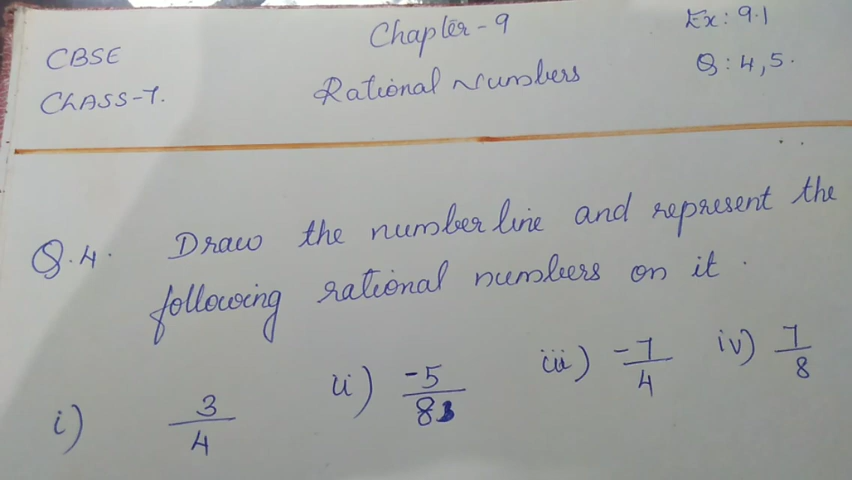 CBSE
CLASS-7.
Chapter-9
Rational Numbers
Ex: 9.1
Q: 4,5.
Q.4. Draw the number line and represent the
following rational numbers on it.
i) 3/4 ii) -5/8 iii) -7/4 iv) 7/8